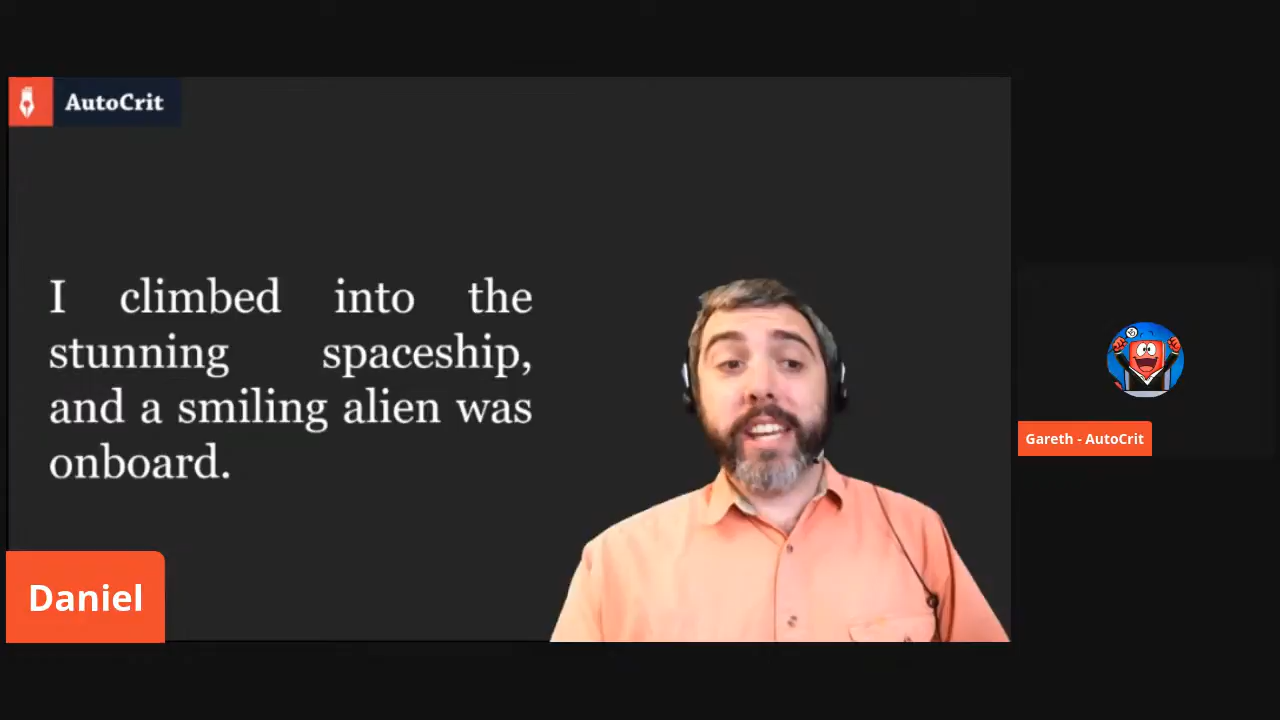 AutoCrit
I climbed into the
stunning spaceship,
and a smiling alien was
onboard.
Daniel
Gareth - AutoCrit